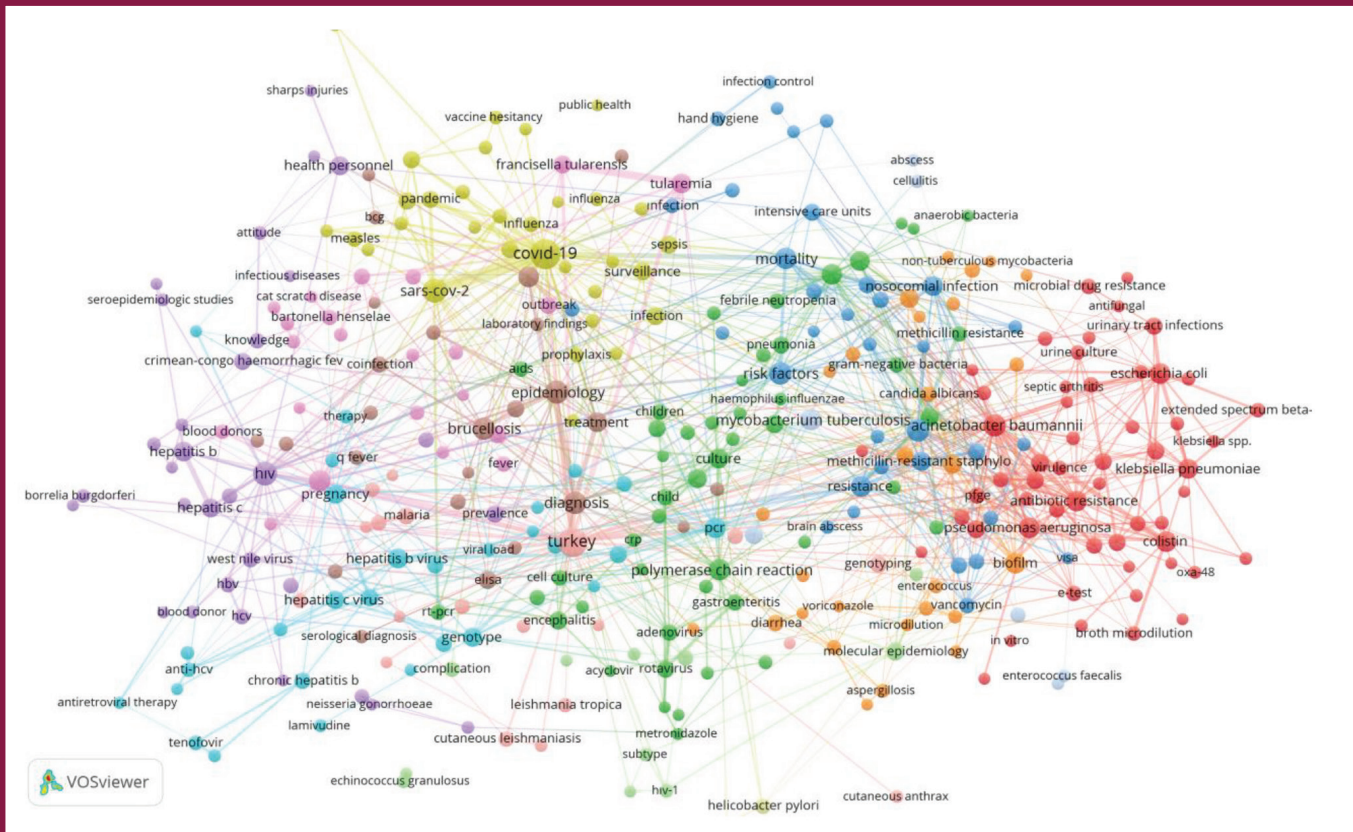 infection control
sharps injuries
public health
vaccine hesitancy
hand hygiene
health personnel
francisella tularensis
abscess
tularemia
cellulitis
pandemic
influenza
infection
intensive care units
bcg
influenza
anaerobic bacteria
attitude
measles
sepsis
covid-19
mortality
non-tuberculous mycobacteria
infectious diseases
surveillance
seroepidemiologic studies
cat scratch disease
sars-cov-2
nosocomial infection
microbial drug resistance
outbreak
febrile neutropenia
antifungal
bartonella henselae
laboratory findings
infection
urinary tract infections
knowledge
methicillin resistance
pneumonia
urine culture
crimean-congo haemorrhagic fev
coinfection
prophylaxis
aids
gram-negative bacteria
risk factors
escherichia coli
epidemiology
septic arthritis
candida albicans
haemophilus influenzae
therapy
children
extended spectrum beta-
blood donors
brucellosis
treatment
mycobacterium tuberculosis
acinetobacter baumannii
klebsiella spp.
hepatitis b
q fever
fever
culture
methicillin-resistant staphylo
virulence
klebsiella pneumoniae
hiv
resistance
borrelia burgdorferi
pregnancy
child
pfge
antibiotic resistance
hepatitis c
malaria
prevalence
diagnosis
pcr
brain abscess
pseudomonas aeruginosa
turkey
crp
colistin
west nile virus
hepatitis b virus
viral load
visa
genotyping
biofilm
oxa-48
hbv
elisa
cell culture
polymerase chain reaction
enterococcus
e-test
hepatitis c virus
gastroenteritis
voriconazole
vancomycin
blood donor
hcv
rt-pcr
encephalitis
diarrhea
microdilution
serological diagnosis
genotype
adenovirus
in vitro
broth microdilution
molecular epidemiology
anti-hcv
complication
acyclovir
rotavirus
enterococcus faecalis
chronic hepatitis b
aspergillosis
antiretroviral therapy
neisseria gonorrhoeae
leishmania tropica
lamivudine
metronidazole
tenofovir
cutaneous leishmaniasis
subtype
echinococcus granulosus
hiv-1
cutaneous anthrax
helicobacter pylori
VOSviewer